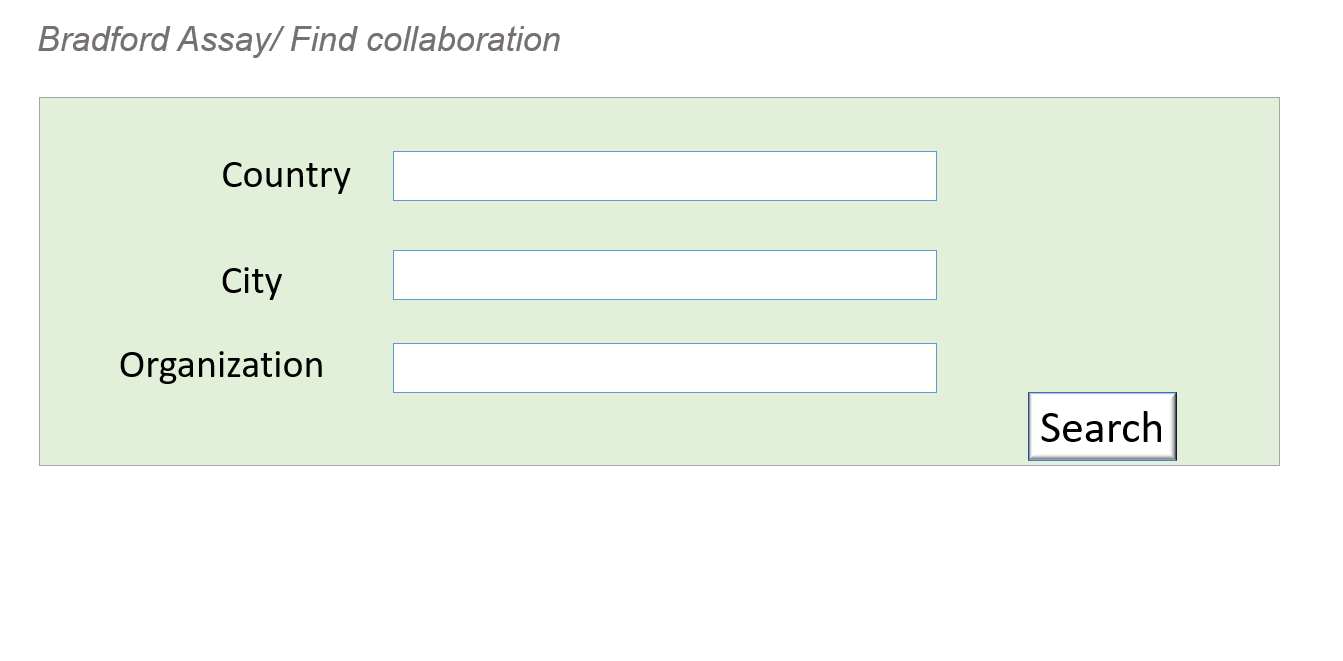 Bradford Assay/ Find collaboration
Country
City
Organization
Search